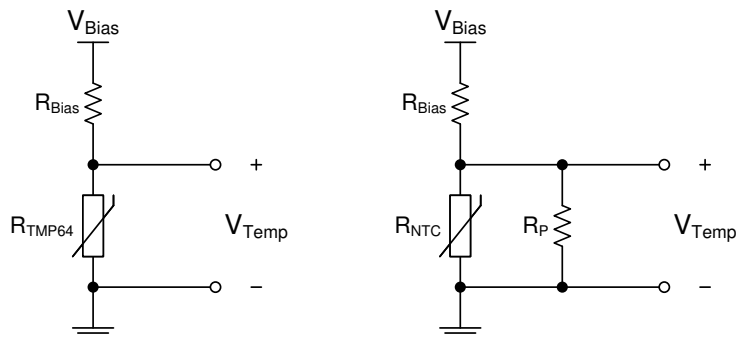 V_Bias
R_Bias
+
R_TMP64
V_Temp
−
V_Bias
R_Bias
+
R_NTC
R_P
V_Temp
−